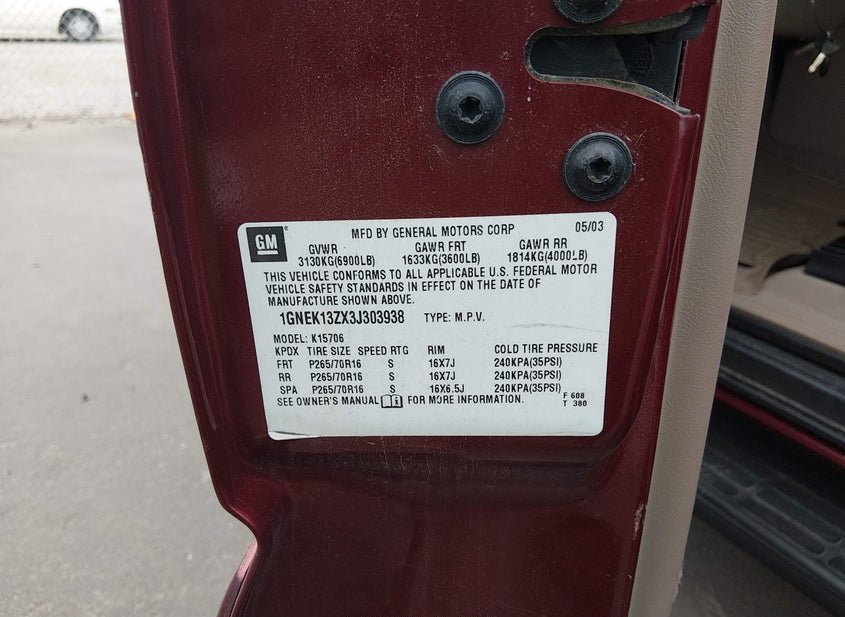 GM
MFD BY GENERAL MOTORS CORP 05/03
GVWR GAWR FRT GAWR RR
3130KG(6900LB) 1633KG(3600LB) 1814KG(4000LB)
THIS VEHICLE CONFORMS TO ALL APPLICABLE U.S. FEDERAL MOTOR
VEHICLE SAFETY STANDARDS IN EFFECT ON THE DATE OF
MANUFACTURE SHOWN ABOVE.
1GNEK13ZX3J303938 TYPE: M.P.V.
MODEL: K15706
KPDX TIRE SIZE SPEED RTG RIM COLD TIRE PRESSURE
FRT P265/70R16 S 16X7J 240KPA(35PSI)
RR P265/70R16 S 16X7J 240KPA(35PSI)
SPA P265/70R16 S 16X6.5J 240KPA(35PSI)
SEE OWNER'S MANUAL FOR MORE INFORMATION.
F 608
T 380